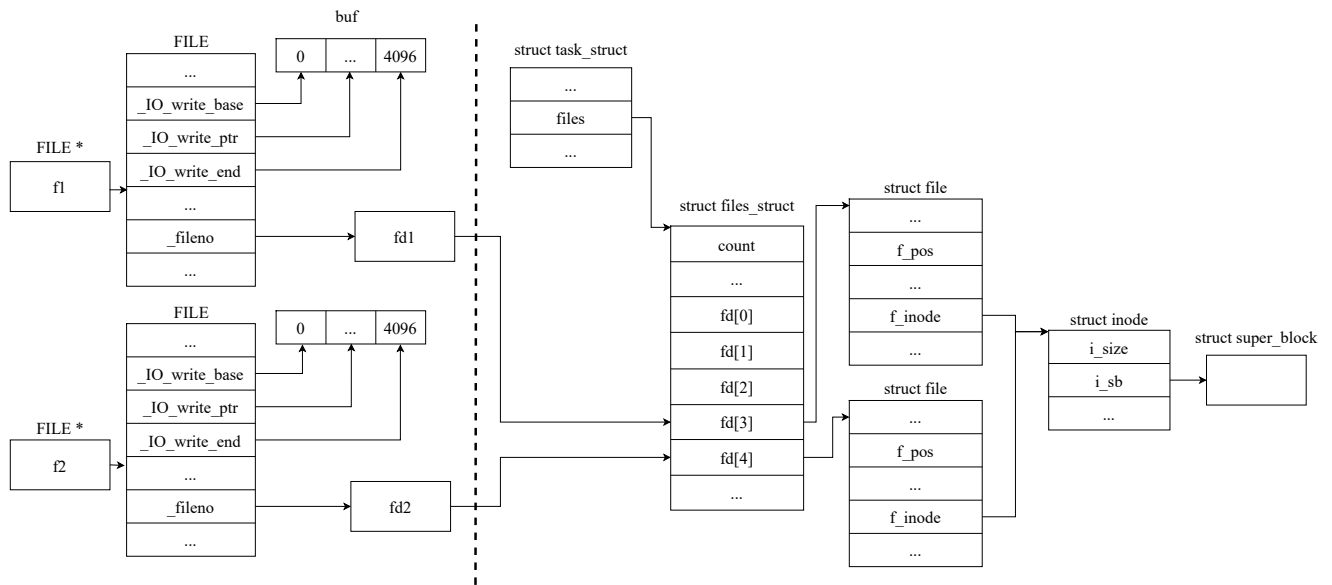 buf
FILE
0 ... 4096
...
_IO_write_base
_IO_write_ptr
_IO_write_end
...
_fileno
...
FILE *
f1
fd1
FILE
0 ... 4096
...
_IO_write_base
_IO_write_ptr
_IO_write_end
...
_fileno
...
FILE *
f2
fd2
struct task_struct
...
files
...
struct files_struct
count
...
fd[0]
fd[1]
fd[2]
fd[3]
fd[4]
...
struct file
...
f_pos
...
f_inode
...
struct file
...
f_pos
...
f_inode
...
struct inode
i_size
i_sb
...
struct super_block